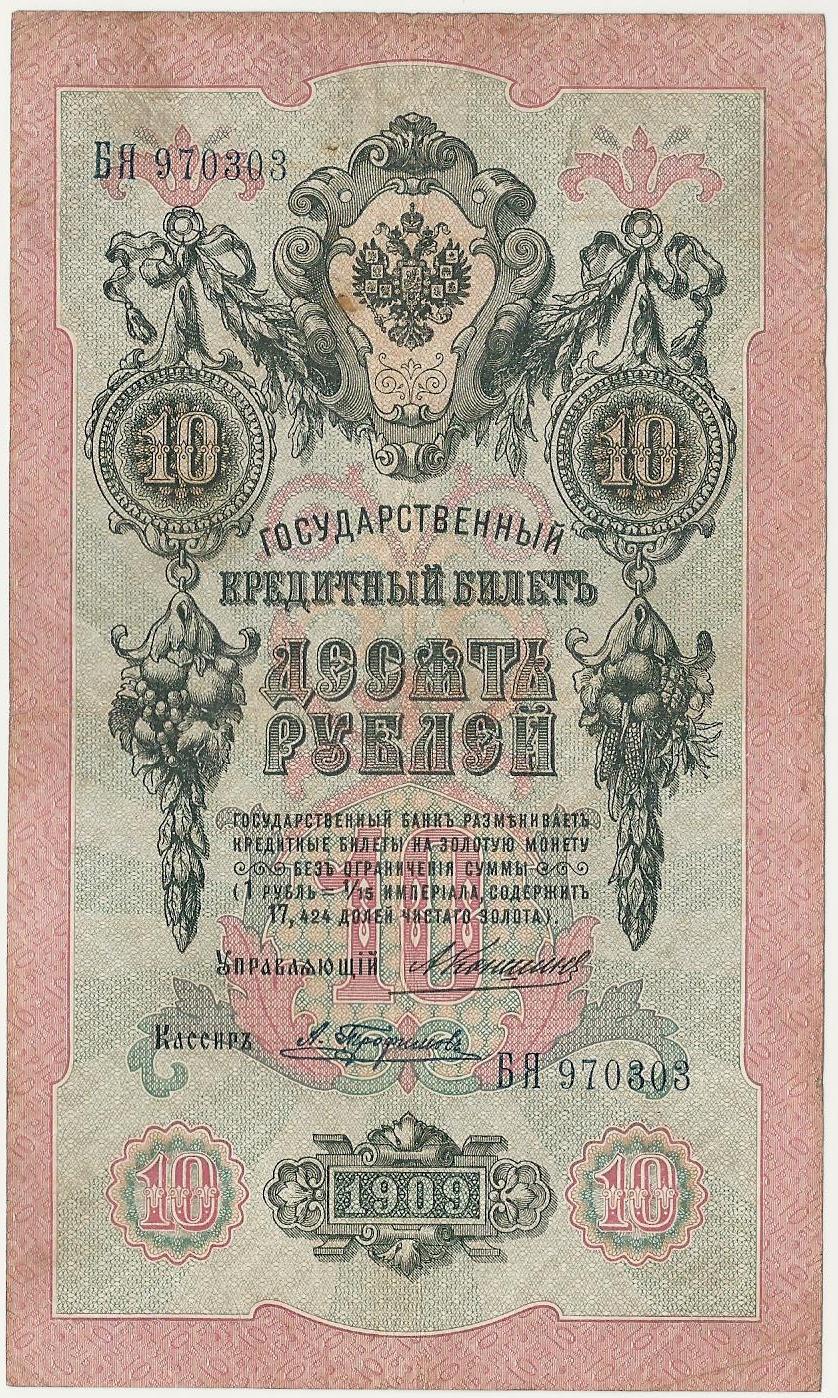 БЯ 970303
10 10
ГОСУДАРСТВЕННЫЙ
КРЕДИТНЫЙ БИЛЕТЪ
ДЕСЯТЬ
РУБЛЕЙ
ГОСУДАРСТВЕННЫЙ БАНКЪ РАЗМѢНИВАЕТЪ
КРЕДИТНЫЕ БИЛЕТЫ НА ЗОЛОТУЮ МОНЕТУ
БЕЗЪ ОГРАНИЧЕНІЯ СУММЫ
(1 РУБЛЬ = 1/15 ИМПЕРІАЛА, СОДЕРЖИТЪ
17,424 ДОЛЕЙ ЧИСТАГО ЗОЛОТА).
10
Управляющій
Кассиръ А. Трофимовъ
БЯ 970303
10 1909 10